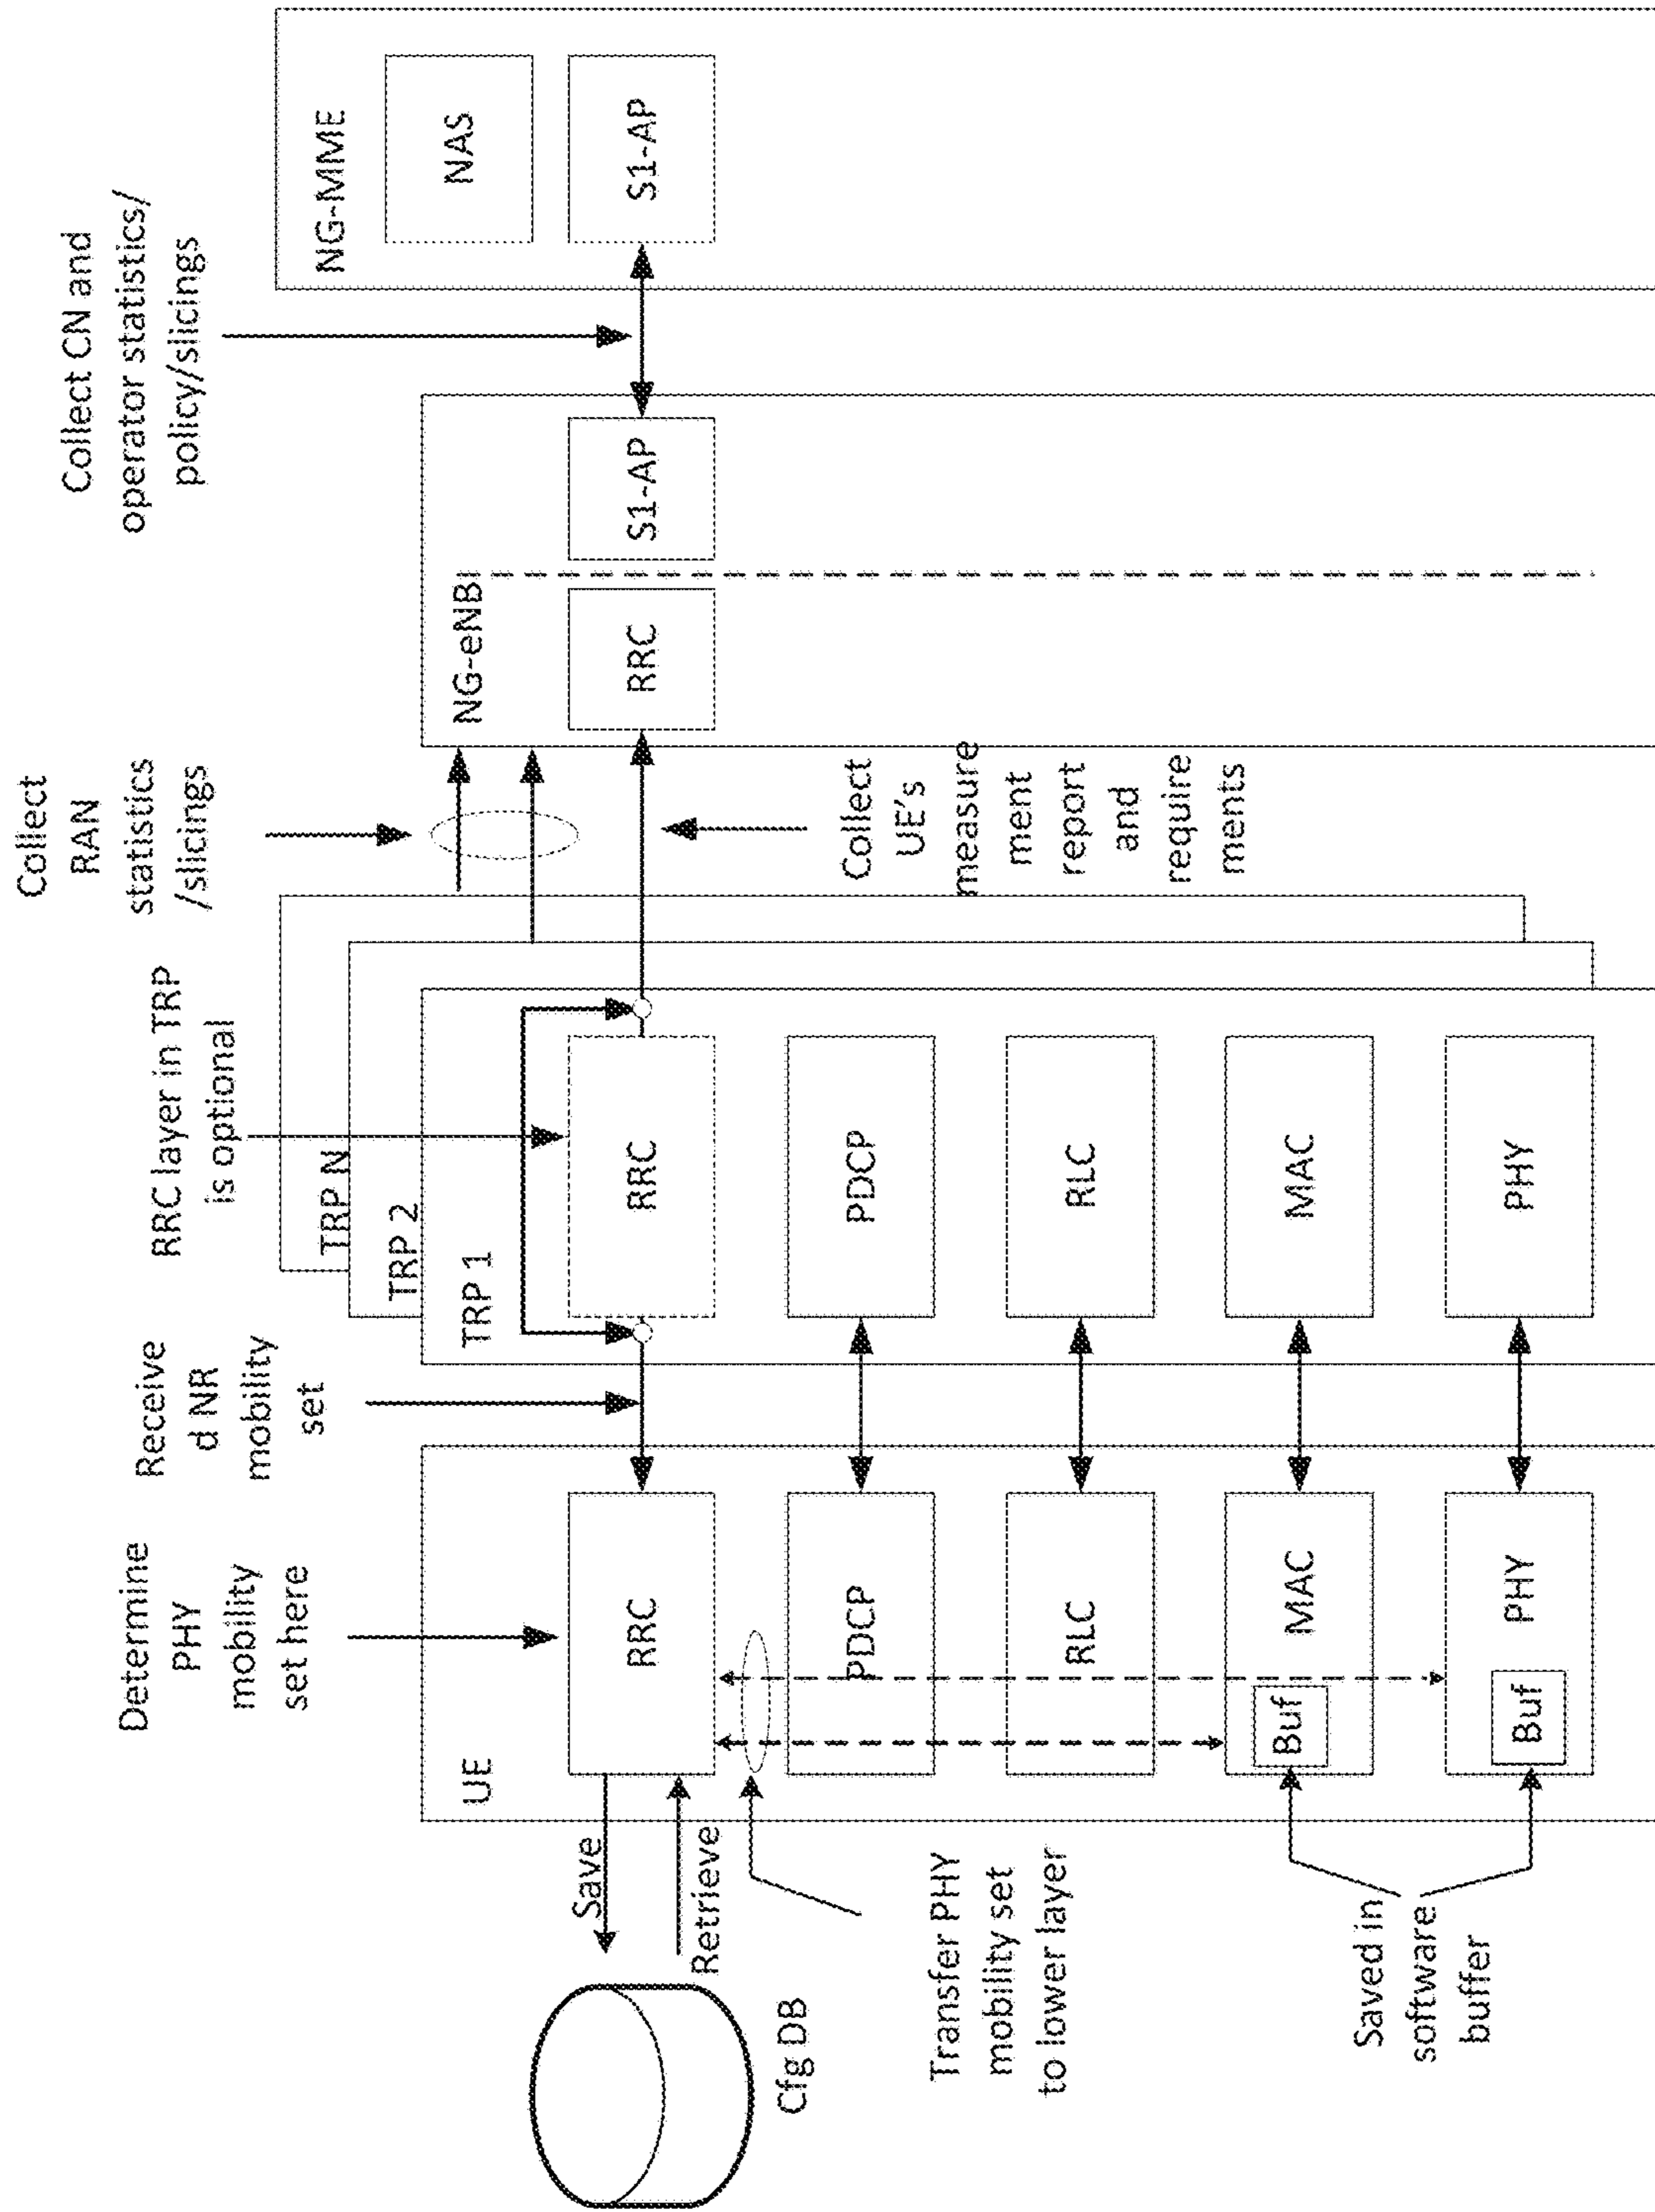 Collect CN and
operator statistics/
policy/slicings
Collect
RAN
statistics
/slicings
RRC layer in TRP
is optional
Receive
d NR
mobility
set
Determine
PHY
mobility
set here
NG-MME
NAS
S1-AP
NG-eNB
RRC
S1-AP
Collect
UE's
measure
ment
report
and
require
ments
TRP N
TRP 2
TRP 1
RRC
PDCP
RLC
MAC
PHY
UE
RRC
PDCP
RLC
MAC
Buf
PHY
Buf
Save
Retrieve
Cfg DB
Transfer PHY
mobility set
to lower layer
Saved in
software
buffer